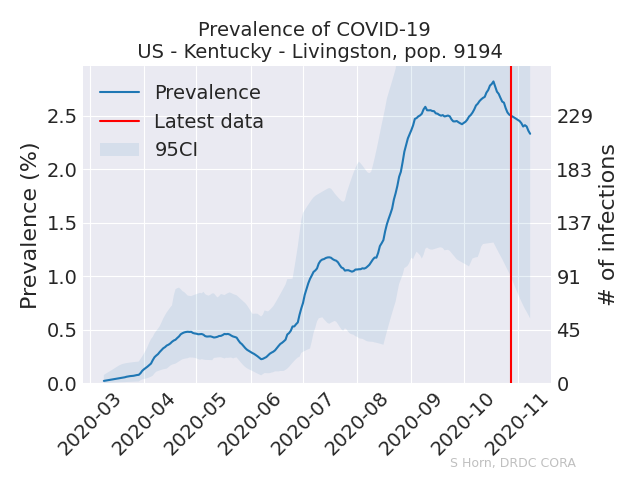 Prevalence of COVID-19
US - Kentucky - Livingston, pop. 9194
Prevalence
Latest data
95CI
Prevalence (%)
2.5
2.0
1.5
1.0
0.5
0.0
229
183
137
91
45
0
# of infections
2020-03
2020-04
2020-05
2020-06
2020-07
2020-08
2020-09
2020-10
2020-11
S Horn, DRDC CORA